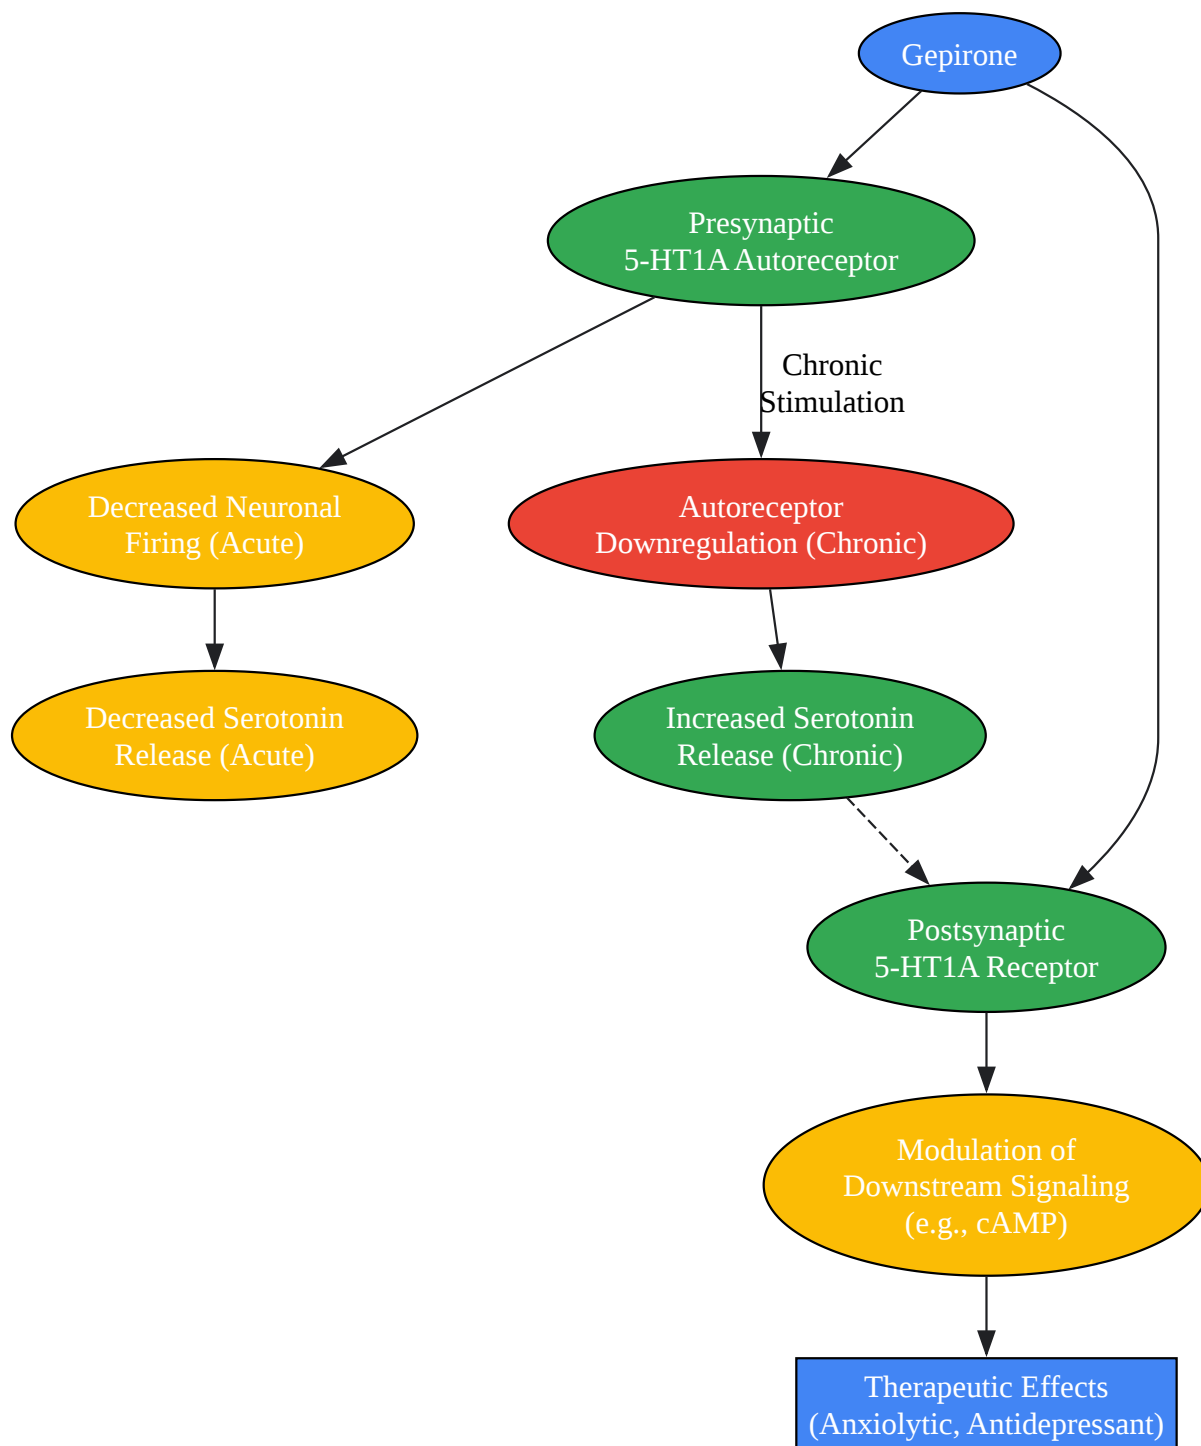 Gepirone
Presynaptic
5-HT1A Autoreceptor
Chronic
Stimulation
Decreased Neuronal
Firing (Acute)
Autoreceptor
Downregulation (Chronic)
Decreased Serotonin
Release (Acute)
Increased Serotonin
Release (Chronic)
Postsynaptic
5-HT1A Receptor
Modulation of
Downstream Signaling
(e.g., cAMP)
Therapeutic Effects
(Anxiolytic, Antidepressant)